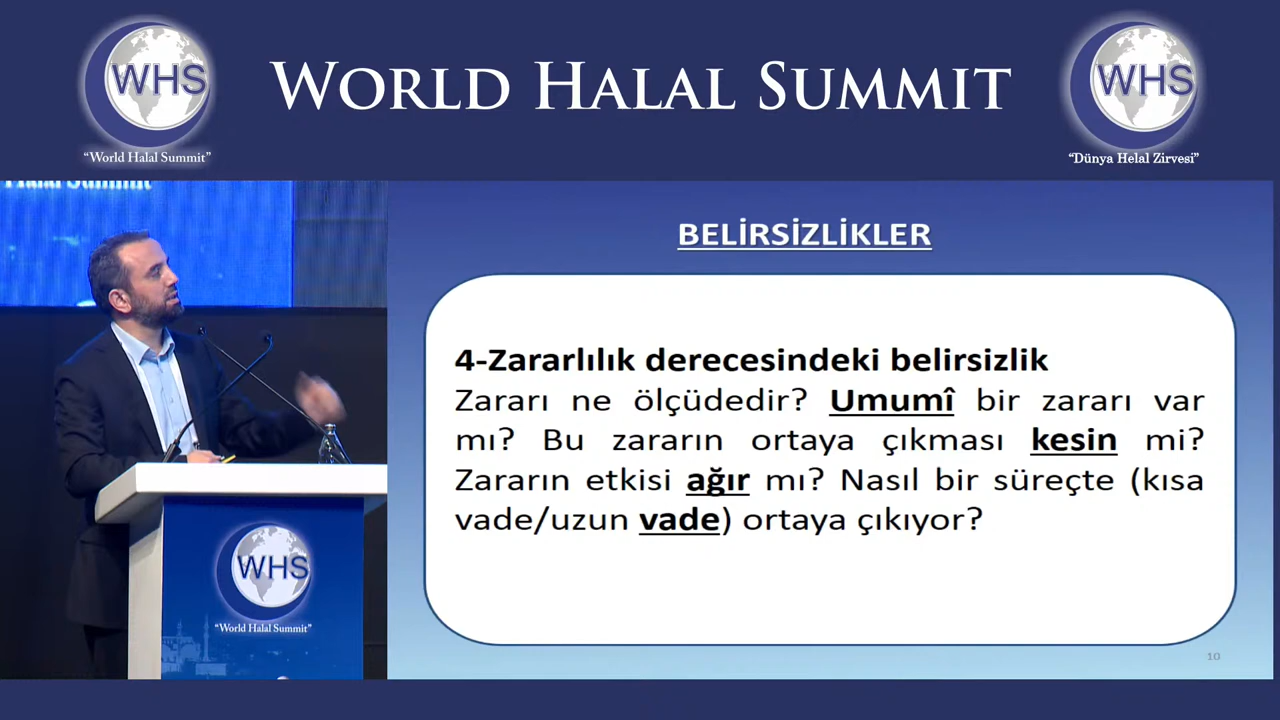 WHS
"World Halal Summit"
WORLD HALAL SUMMIT
WHS
"Dünya Helal Zirvesi"
Halal Summit
BELİRSİZLİKLER
4-Zararlılık derecesindeki belirsizlik
Zararı ne ölçüdedir? Umumî bir zararı var
mı? Bu zararın ortaya çıkması kesin mi?
Zararın etkisi ağır mı? Nasıl bir süreçte (kısa
vade/uzun vade) ortaya çıkıyor?
10
WHS
"World Halal Summit"